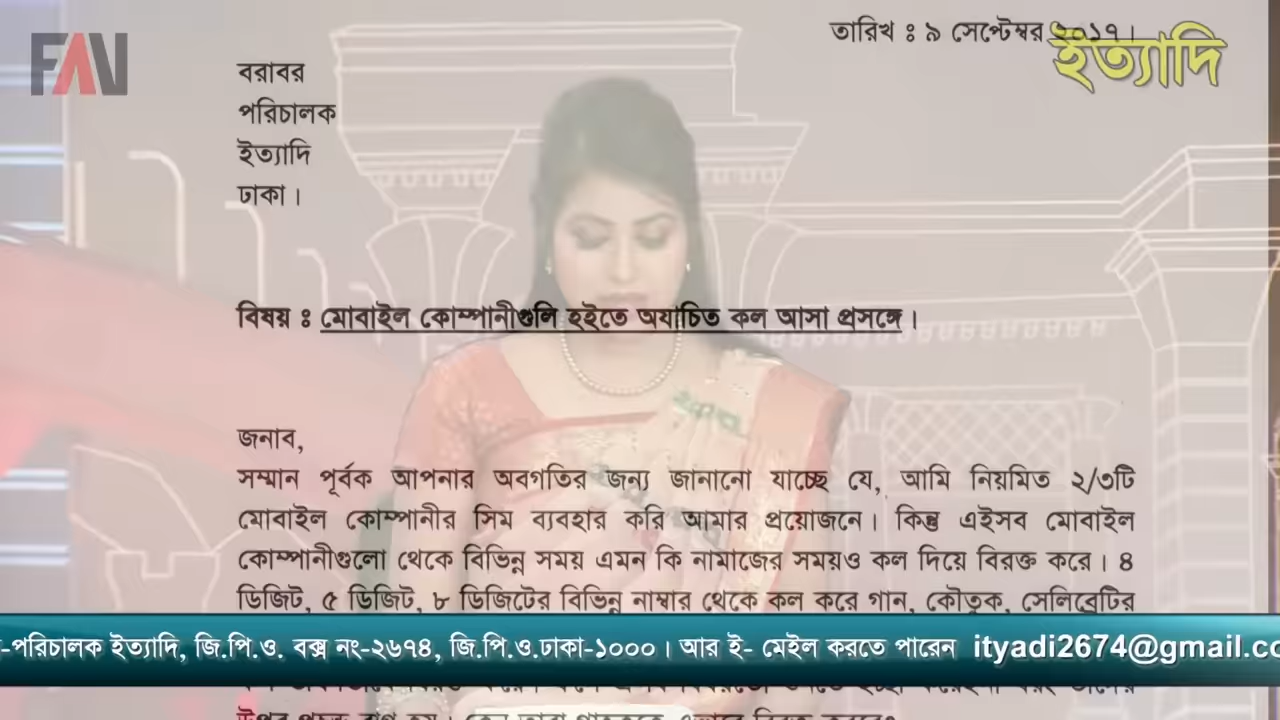 FAN
তারিখ : ৯ সেপ্টেম্বর ২০১৭।
ইত্যাদি
বরাবর
পরিচালক
ইত্যাদি
ঢাকা।
বিষয় : মোবাইল কোম্পানীগুলি হইতে অযাচিত কল আসা প্রসঙ্গে।
জনাব,
সম্মান পূর্বক আপনার অবগতির জন্য জানানো যাচ্ছে যে, আমি নিয়মিত ২/৩টি
মোবাইল কোম্পানীর সিম ব্যবহার করি আমার প্রয়োজনে। কিন্তু এইসব মোবাইল
কোম্পানীগুলো থেকে বিভিন্ন সময় এমন কি নামাজের সময়ও কল দিয়ে বিরক্ত করে। ৪
ডিজিট, ৫ ডিজিট, ৮ ডিজিটের বিভিন্ন নাম্বার থেকে কল করে গান, কৌতুক, সেলিব্রেটির
-পরিচালক ইত্যাদি, জি.পি.ও. বক্স নং-২৬৭৪, জি.পি.ও.ঢাকা-১০০০। আর ই- মেইল করতে পারেন ityadi2674@gmail.co